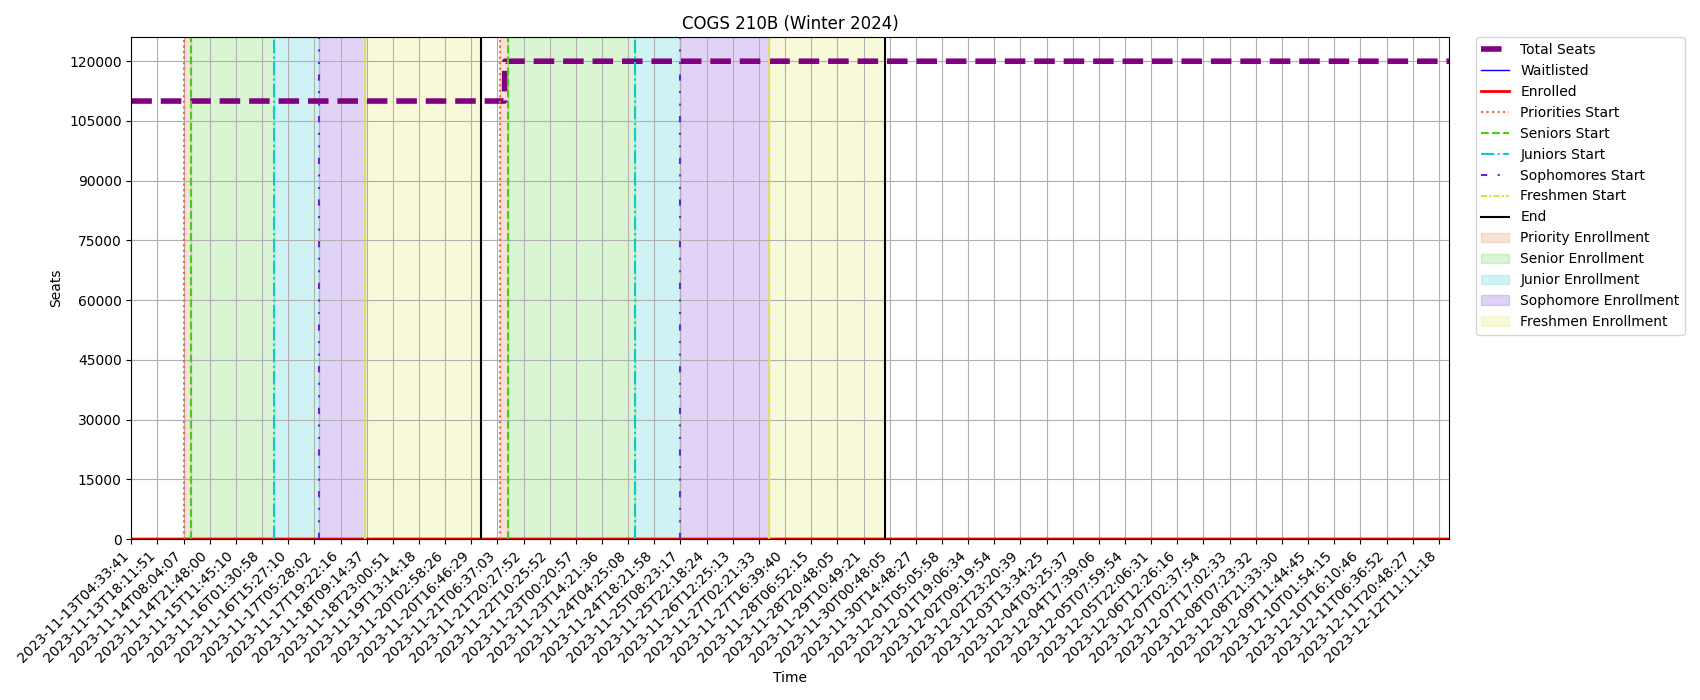 COGS 210B (Winter 2024)
120000
105000
90000
75000
60000
45000
30000
15000
0
Seats
2023-11-13T04:33:41
2023-11-13T18:11:51
2023-11-14T08:04:07
2023-11-14T21:48:00
2023-11-15T11:45:10
2023-11-16T01:30:58
2023-11-16T15:27:10
2023-11-17T05:28:02
2023-11-17T19:22:16
2023-11-18T09:14:37
2023-11-18T23:00:51
2023-11-19T13:14:18
2023-11-20T02:58:26
2023-11-20T16:46:29
2023-11-21T06:37:03
2023-11-21T20:27:52
2023-11-22T10:25:52
2023-11-23T00:20:57
2023-11-23T14:21:36
2023-11-24T04:25:08
2023-11-24T18:21:58
2023-11-25T08:23:17
2023-11-25T22:18:24
2023-11-26T12:25:13
2023-11-27T02:21:33
2023-11-27T16:39:40
2023-11-28T06:52:15
2023-11-28T20:48:05
2023-11-29T10:49:21
2023-11-30T00:48:05
2023-11-30T14:48:27
2023-12-01T05:05:58
2023-12-01T19:06:34
2023-12-02T09:19:54
2023-12-02T23:20:39
2023-12-03T13:34:25
2023-12-04T03:25:37
2023-12-04T17:39:06
2023-12-05T07:59:54
2023-12-05T22:06:31
2023-12-06T12:26:16
2023-12-07T02:37:54
2023-12-07T17:02:33
2023-12-08T07:23:32
2023-12-08T21:33:30
2023-12-09T11:44:45
2023-12-10T01:54:15
2023-12-10T16:10:46
2023-12-11T06:36:52
2023-12-11T20:48:27
2023-12-12T11:11:18
Time
Total Seats
Waitlisted
Enrolled
Priorities Start
Seniors Start
Juniors Start
Sophomores Start
Freshmen Start
End
Priority Enrollment
Senior Enrollment
Junior Enrollment
Sophomore Enrollment
Freshmen Enrollment